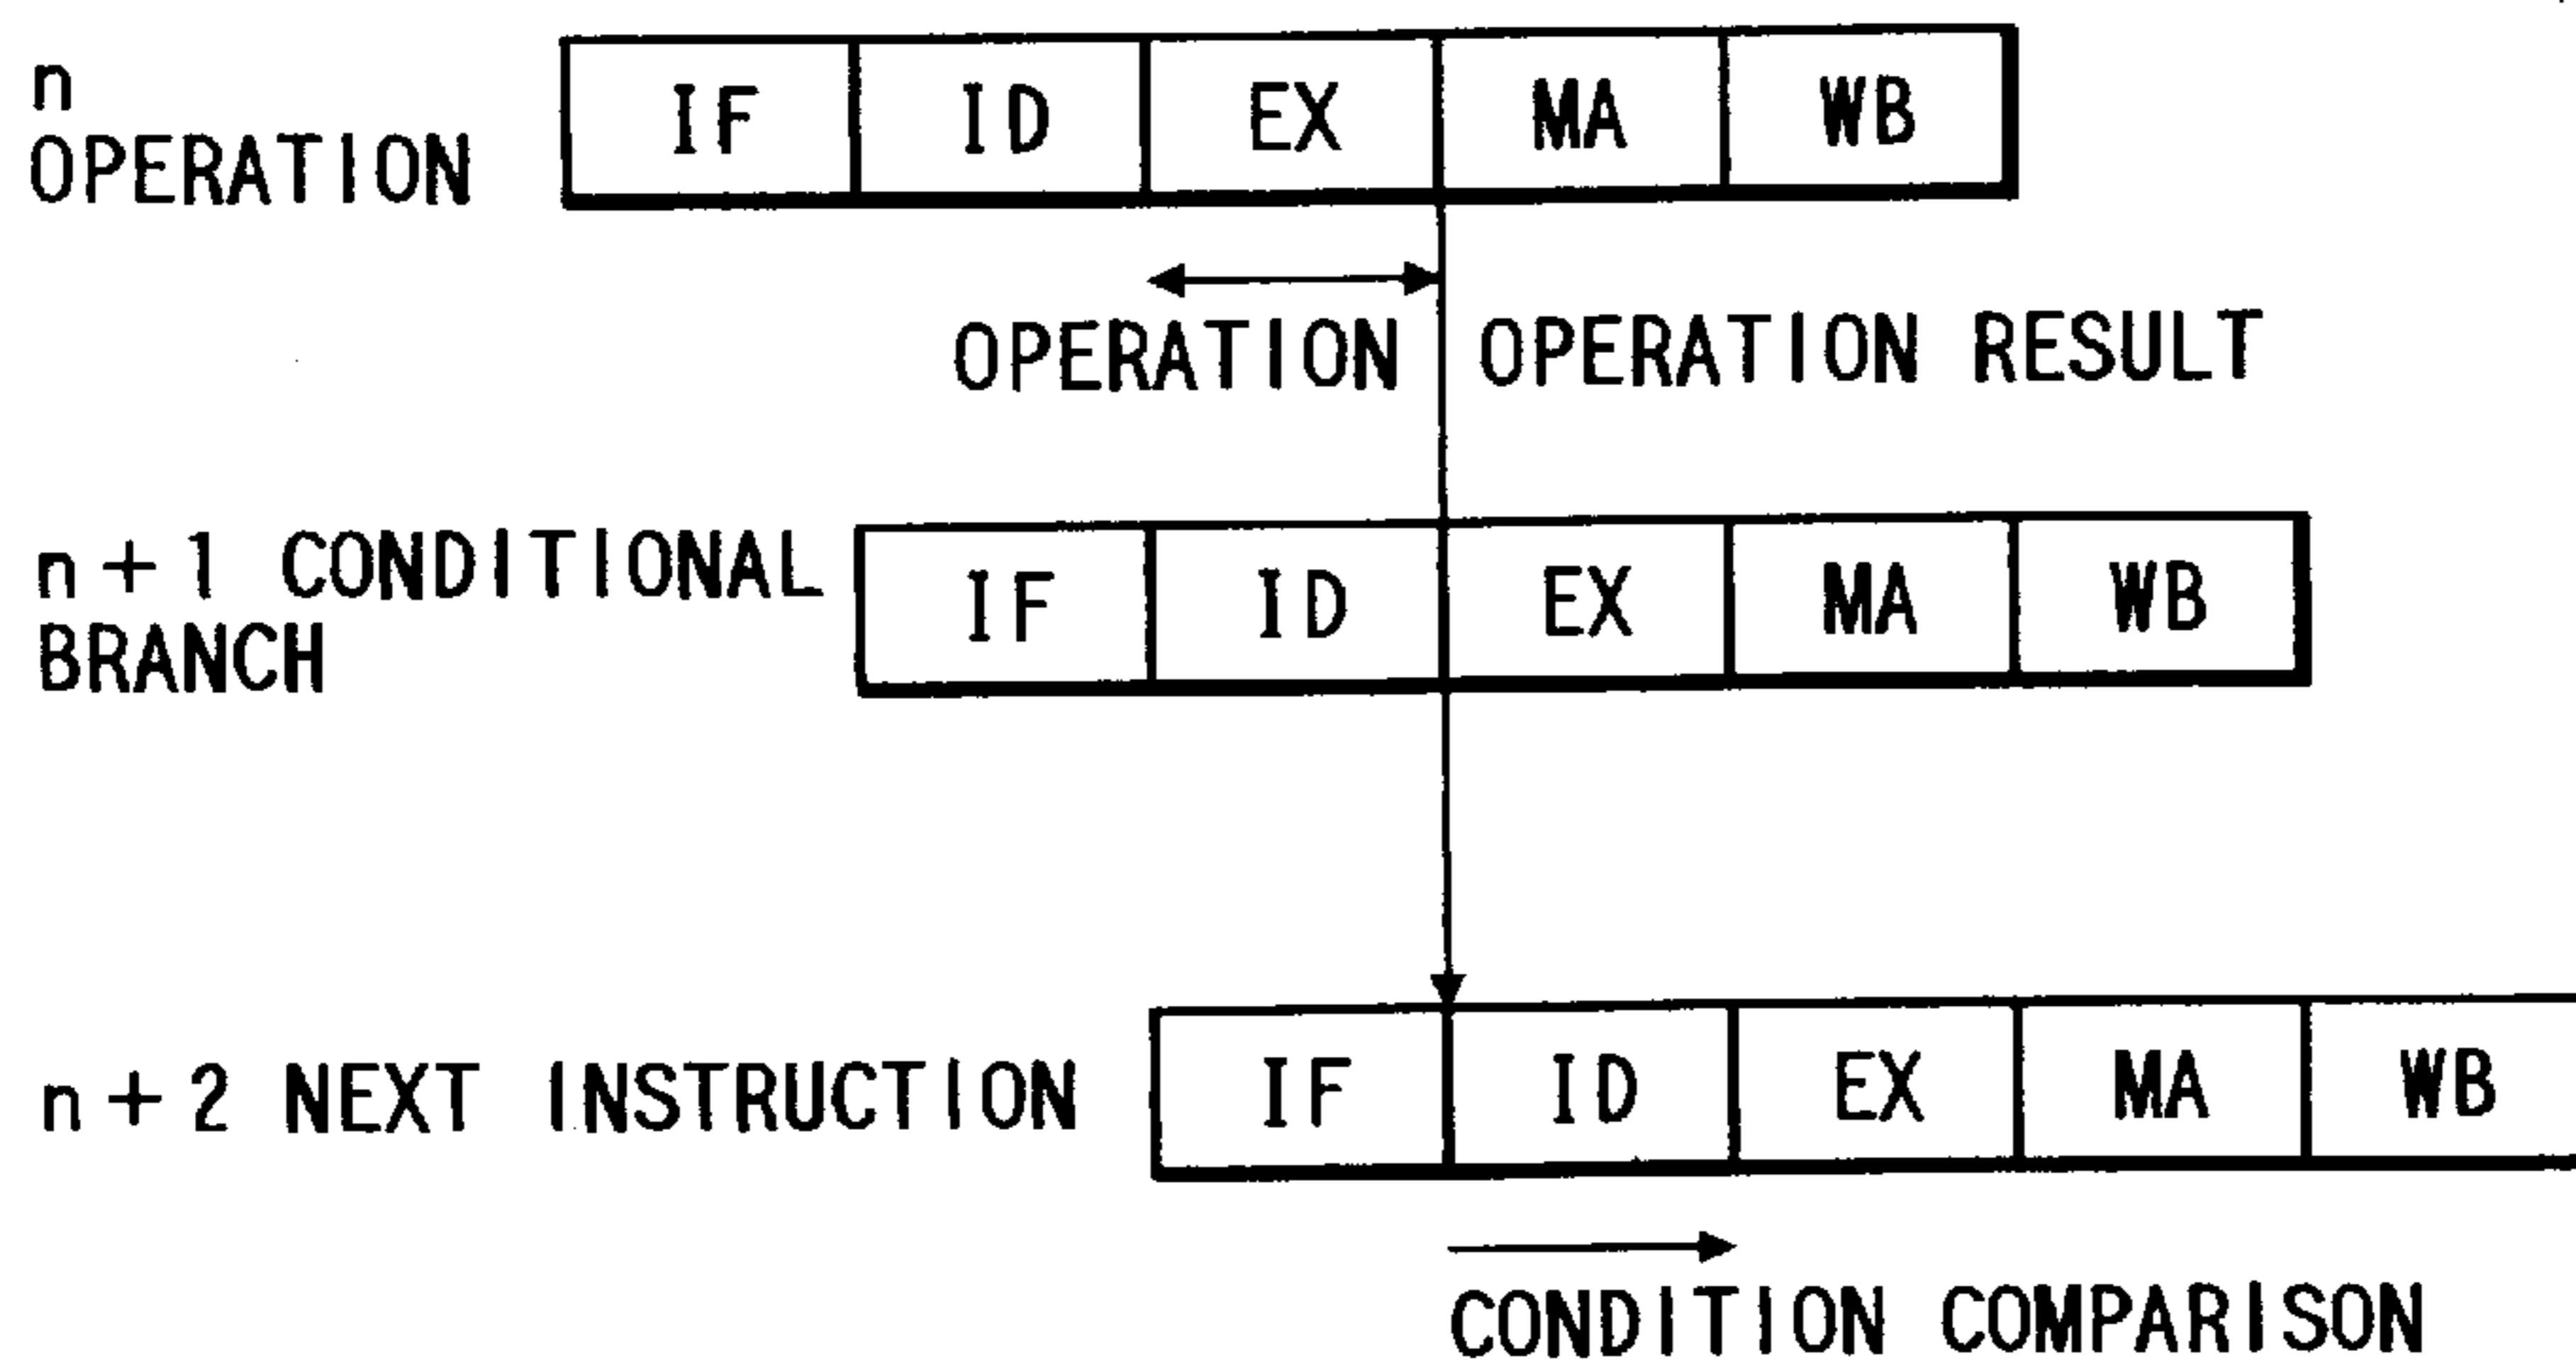 n
OPERATION
IF ID EX MA WB
OPERATION OPERATION RESULT
n+1 CONDITIONAL
BRANCH
IF ID EX MA WB
n+2 NEXT INSTRUCTION
IF ID EX MA WB
CONDITION COMPARISON